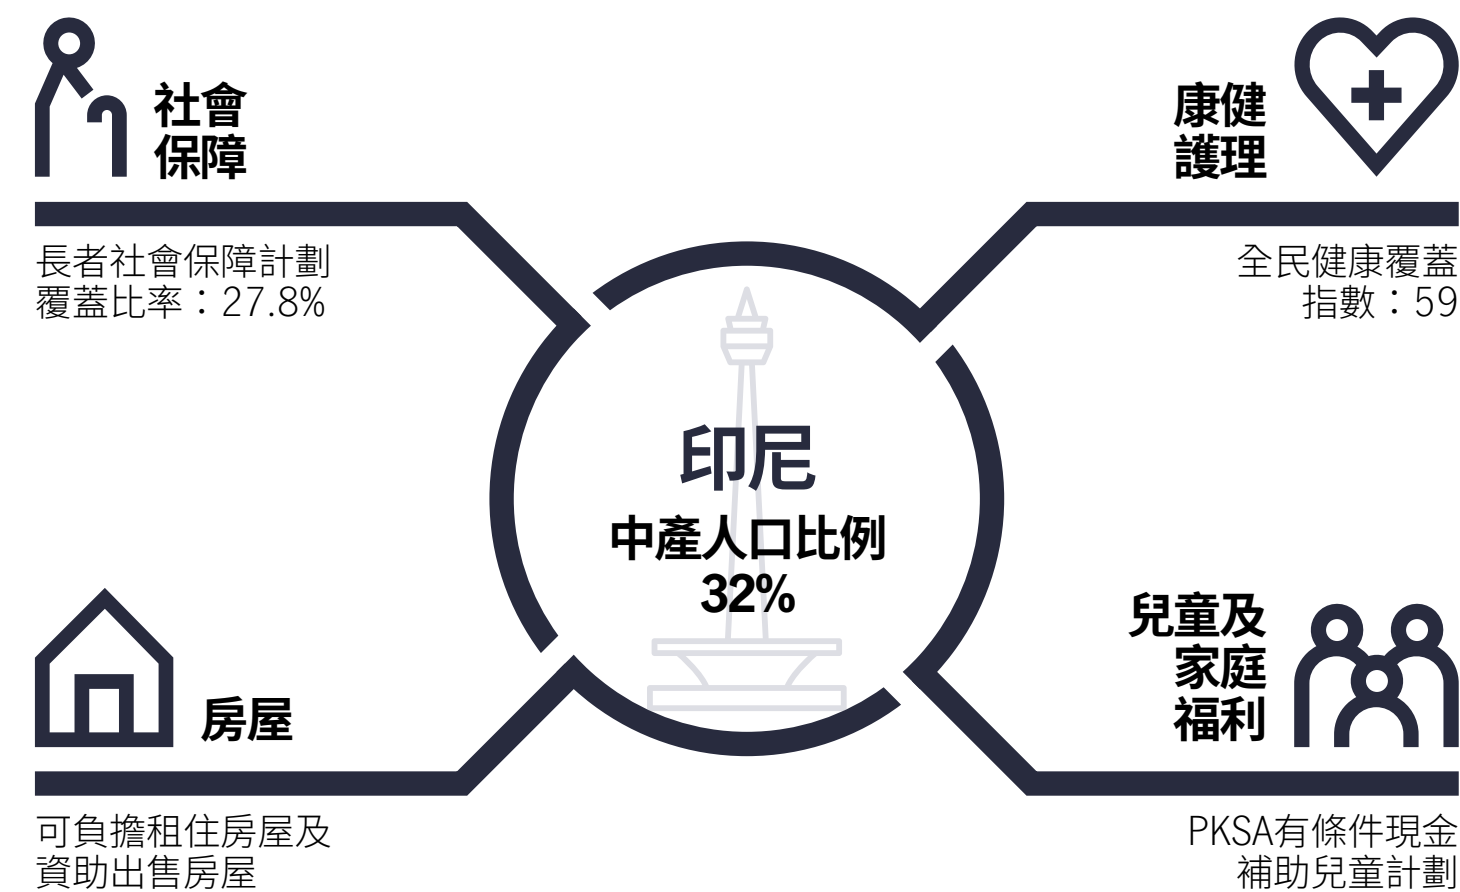 社會
保障
長者社會保障計劃
覆蓋比率：27.8%
康健
護理
全民健康覆蓋
指數：59
印尼
中產人口比例
32%
房屋
可負擔租住房屋及
資助出售房屋
兒童及
家庭
福利
PKSA有條件現金
補助兒童計劃